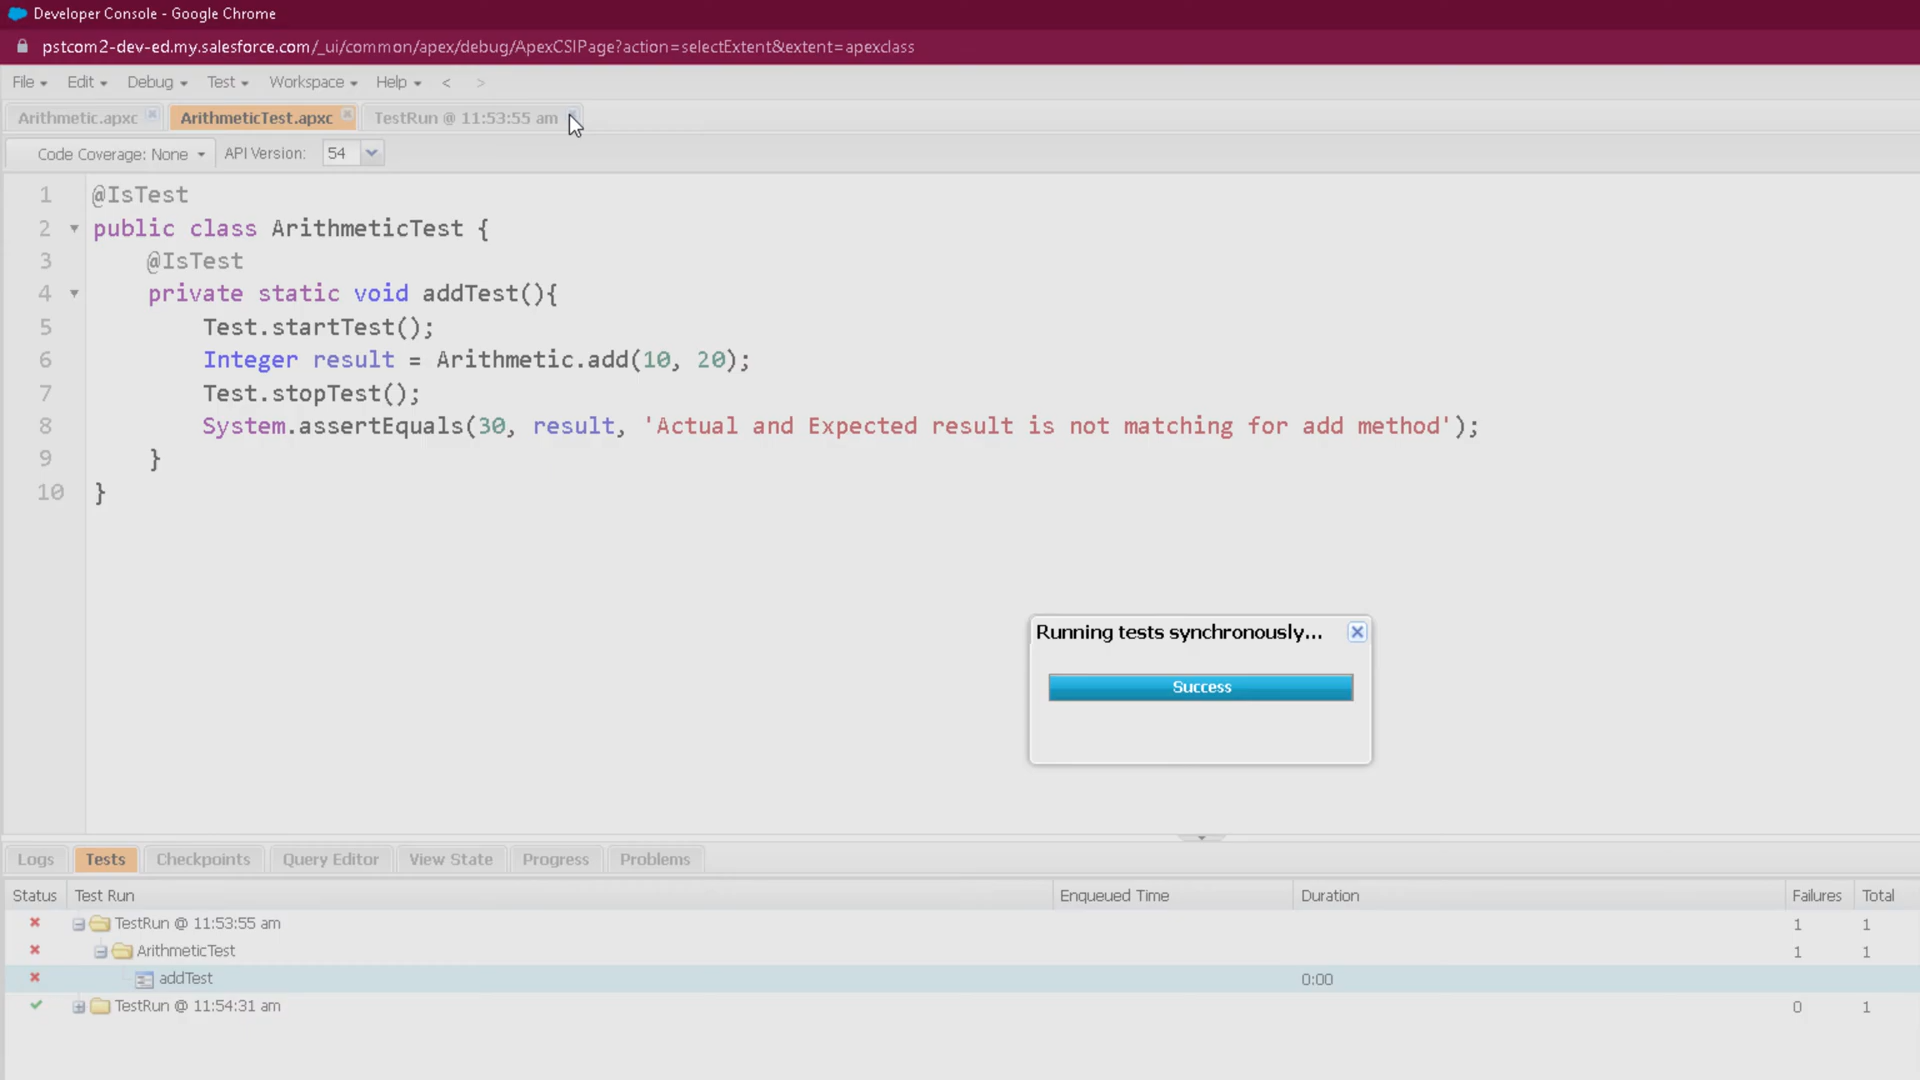 Developer Console - Google Chrome
pstcom2-dev-ed.my.salesforce.com/_ui/common/apex/debug/ApexCSIPage?action=selectExtent&extent=apexclass
File Edit Debug Test Workspace Help < >
Arithmetic.apxc ArithmeticTest.apxc TestRun @ 11:53:55 am
Code Coverage: None API Version: 54
1 @IsTest
2 public class ArithmeticTest {
3 @IsTest
4 private static void addTest(){
5 Test.startTest();
6 Integer result = Arithmetic.add(10, 20);
7 Test.stopTest();
8 System.assertEquals(30, result, 'Actual and Expected result is not matching for add method');
9 }
10 }
Running tests synchronously...
Success
Logs Tests Checkpoints Query Editor View State Progress Problems
Status Test Run Enqueued Time Duration Failures Total
TestRun @ 11:53:55 am 1 1
ArithmeticTest 1 1
addTest 0:00
TestRun @ 11:54:31 am 0 1